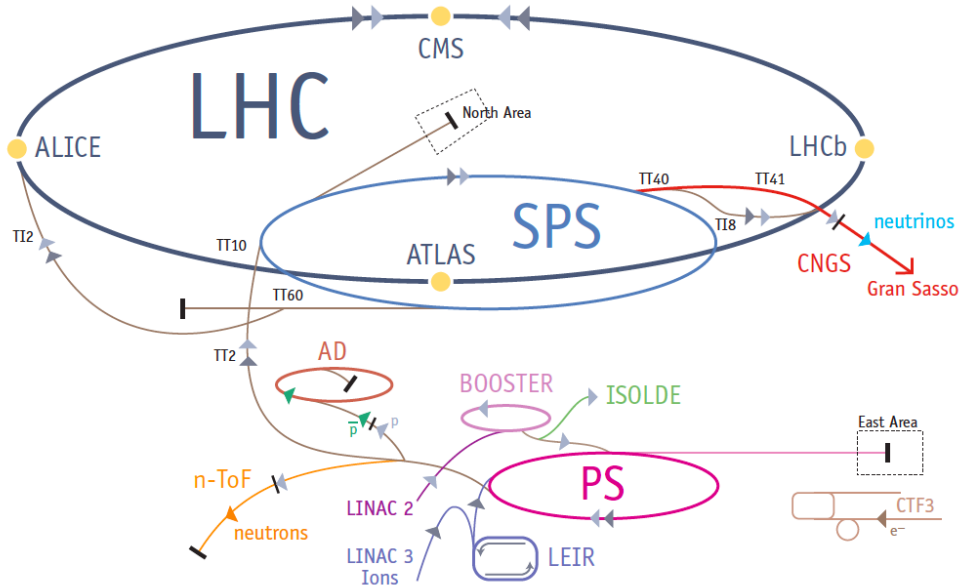 CMS
LHC
North Area
ALICE
LHCb
TT40
TT41
SPS
TI8
neutrinos
TI2
TT10
ATLAS
CNGS
Gran Sasso
TT60
TT2
AD
BOOSTER
ISOLDE
p̅
p
East Area
n-ToF
PS
LINAC 2
CTF3
neutrons
e⁻
LINAC 3
Ions
LEIR